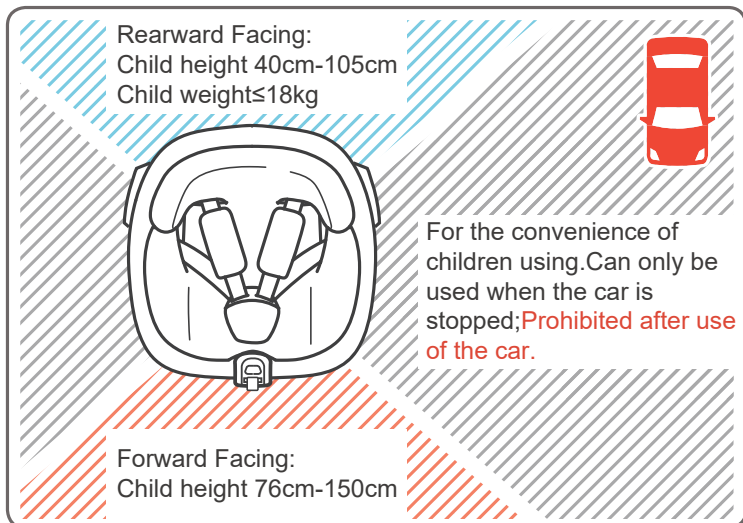 Rearward Facing:
Child height 40cm-105cm
Child weight≤18kg
For the convenience of
children using.Can only be
used when the car is
stopped;Prohibited after use
of the car.
Forward Facing:
Child height 76cm-150cm